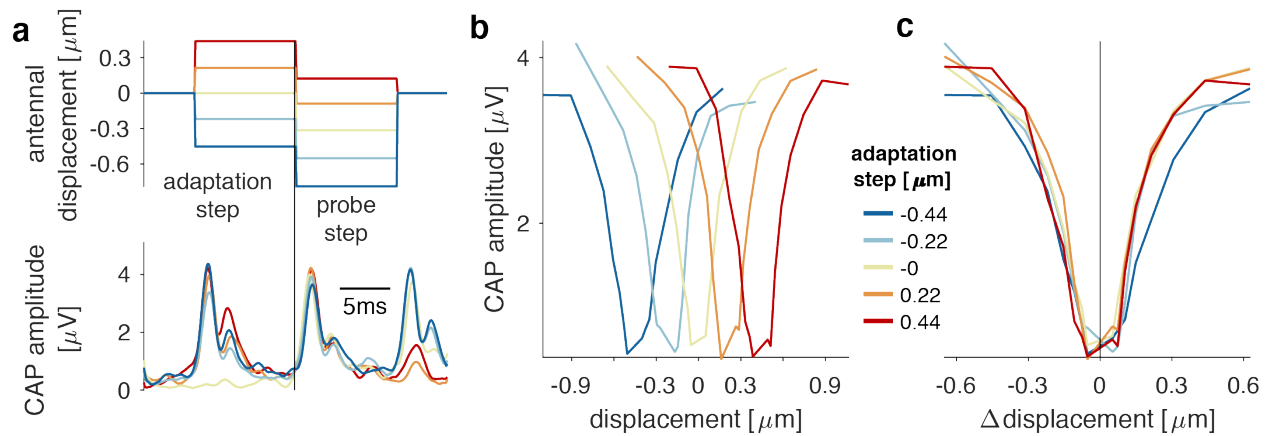 a
antennal
displacement [μm]
0.3
0
-0.3
-0.6
adaptation
step
probe
step
CAP amplitude
[μV]
4
2
0
5ms
b
CAP amplitude [μV]
4
2
-0.9
-0.3
0
0.3
0.9
displacement [μm]
c
adaptation
step [μm]
-0.44
-0.22
-0
0.22
0.44
-0.6
-0.3
0
0.3
0.6
Δdisplacement [μm]